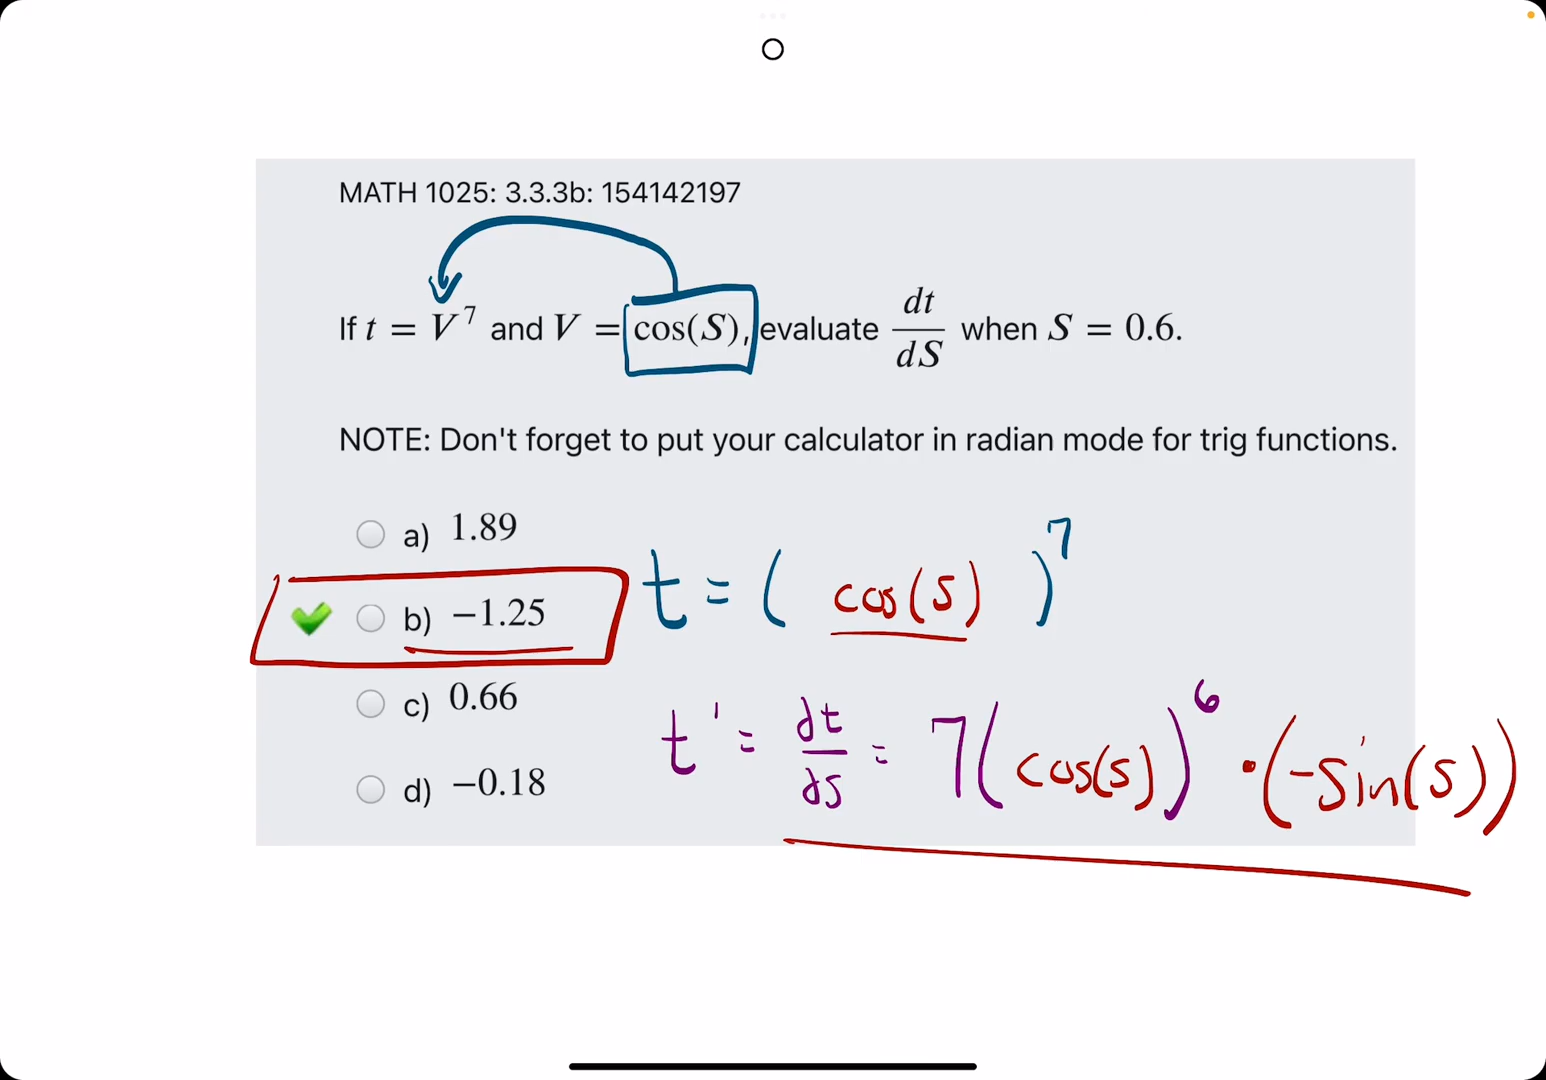 MATH 1025: 3.3.3b: 154142197
If t = V⁷ and V = cos(S), evaluate dt/dS when S = 0.6.
NOTE: Don't forget to put your calculator in radian mode for trig functions.
a) 1.89
b) −1.25
c) 0.66
d) −0.18
t = ( cos(s) )⁷
t' = dt/ds = 7(cos(s))⁶ · (-sin(s))